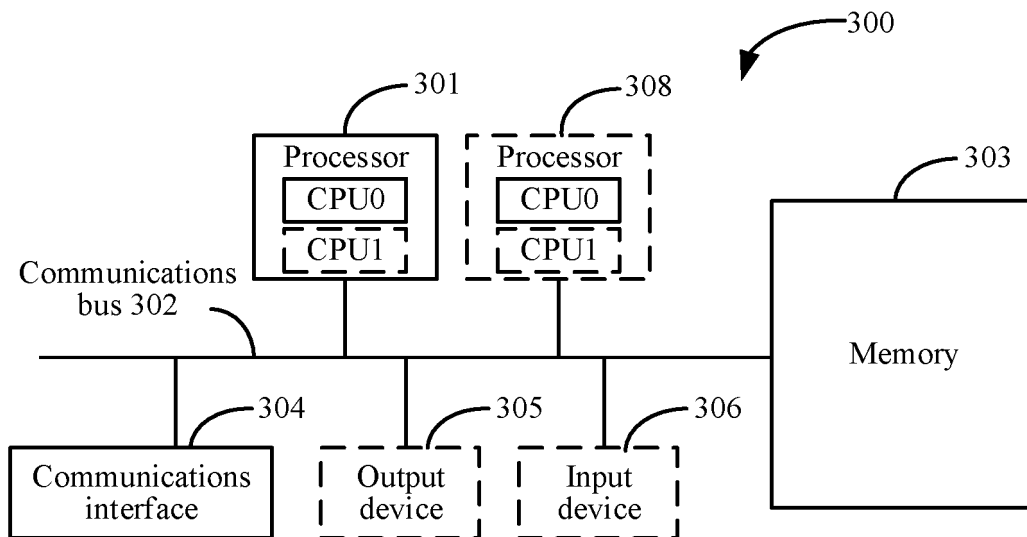 300
301
308
303
Processor
CPU0
CPU1
Processor
CPU0
CPU1
Communications
bus 302
Memory
304
305
306
Communications
interface
Output
device
Input
device